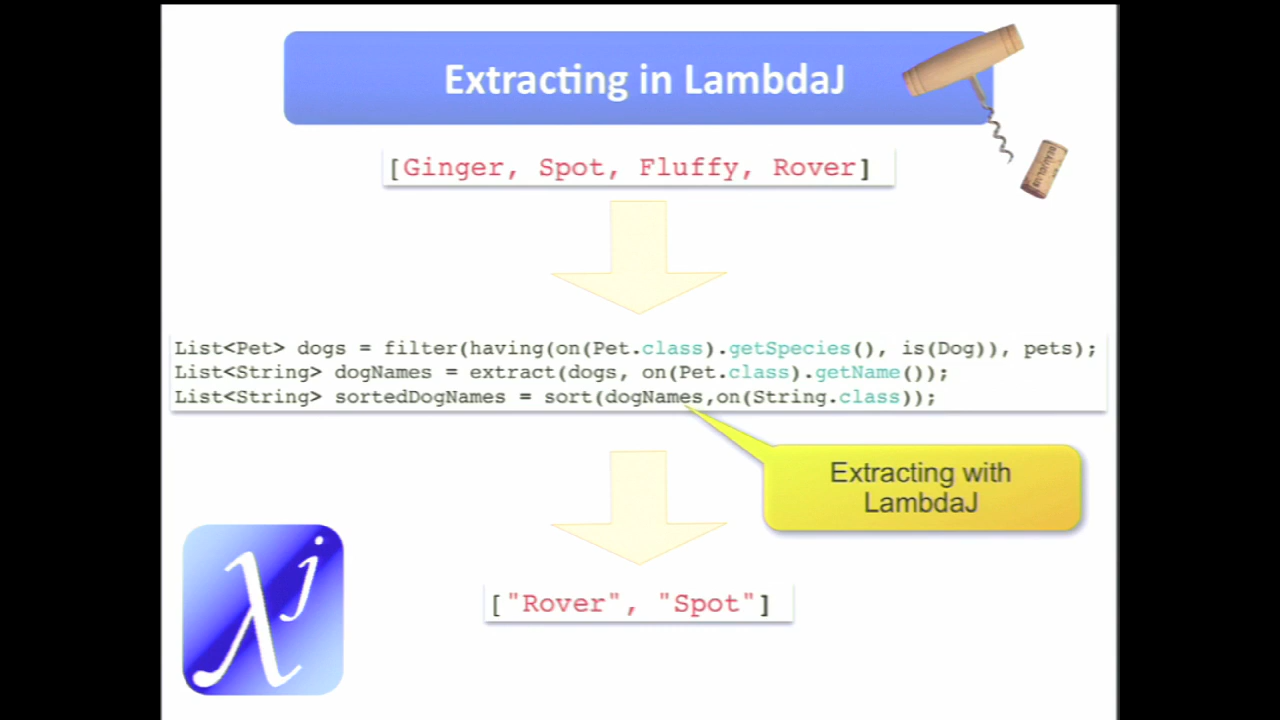 Extracting in LambdaJ
[Ginger, Spot, Fluffy, Rover]
List<Pet> dogs = filter(having(on(Pet.class).getSpecies(), is(Dog)), pets);
List<String> dogNames = extract(dogs, on(Pet.class).getName());
List<String> sortedDogNames = sort(dogNames,on(String.class));
Extracting with
LambdaJ
["Rover", "Spot"]
λj